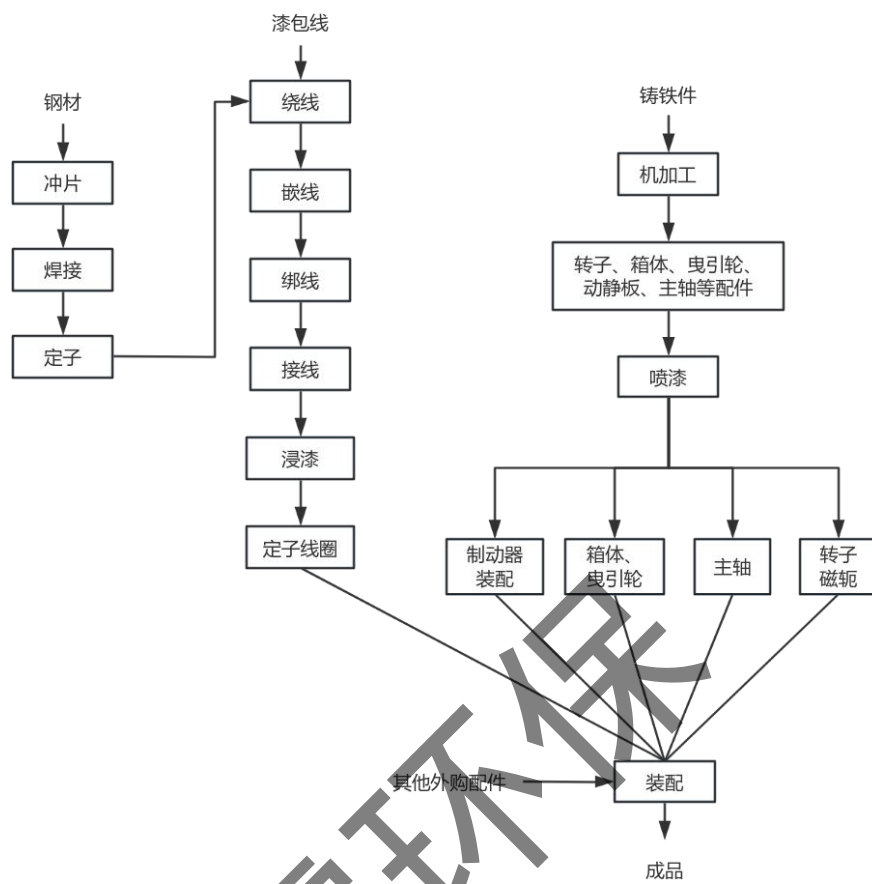 漆包线
钢材
绕线
铸铁件
冲片
机加工
嵌线
焊接
转子、箱体、曳引轮、
动静板、主轴等配件
绑线
定子
接线
喷漆
浸漆
定子线圈
制动器
装配
箱体、
曳引轮
主轴
转子
磁轭
其他外购配件
装配
成品
环保